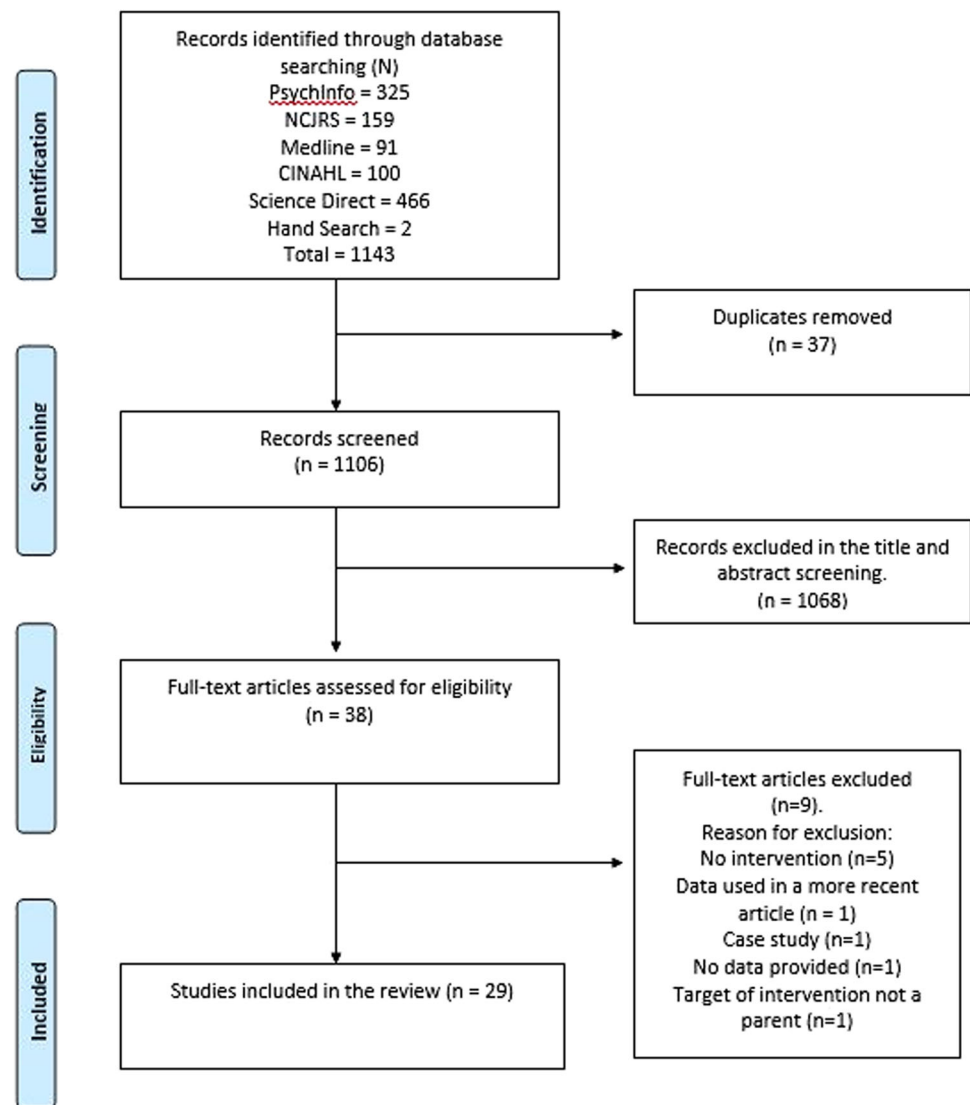 Identification
Records identified through database
searching (N)
PsychInfo = 325
NCJRS = 159
Medline = 91
CINAHL = 100
Science Direct = 466
Hand Search = 2
Total = 1143
Duplicates removed
(n = 37)
Screening
Records screened
(n = 1106)
Records excluded in the title and
abstract screening.
(n = 1068)
Eligibility
Full-text articles assessed for eligibility
(n = 38)
Full-text articles excluded
(n=9).
Reason for exclusion:
No intervention (n=5)
Data used in a more recent
article (n = 1)
Case study (n=1)
No data provided (n=1)
Target of intervention not a
parent (n=1)
Included
Studies included in the review (n = 29)